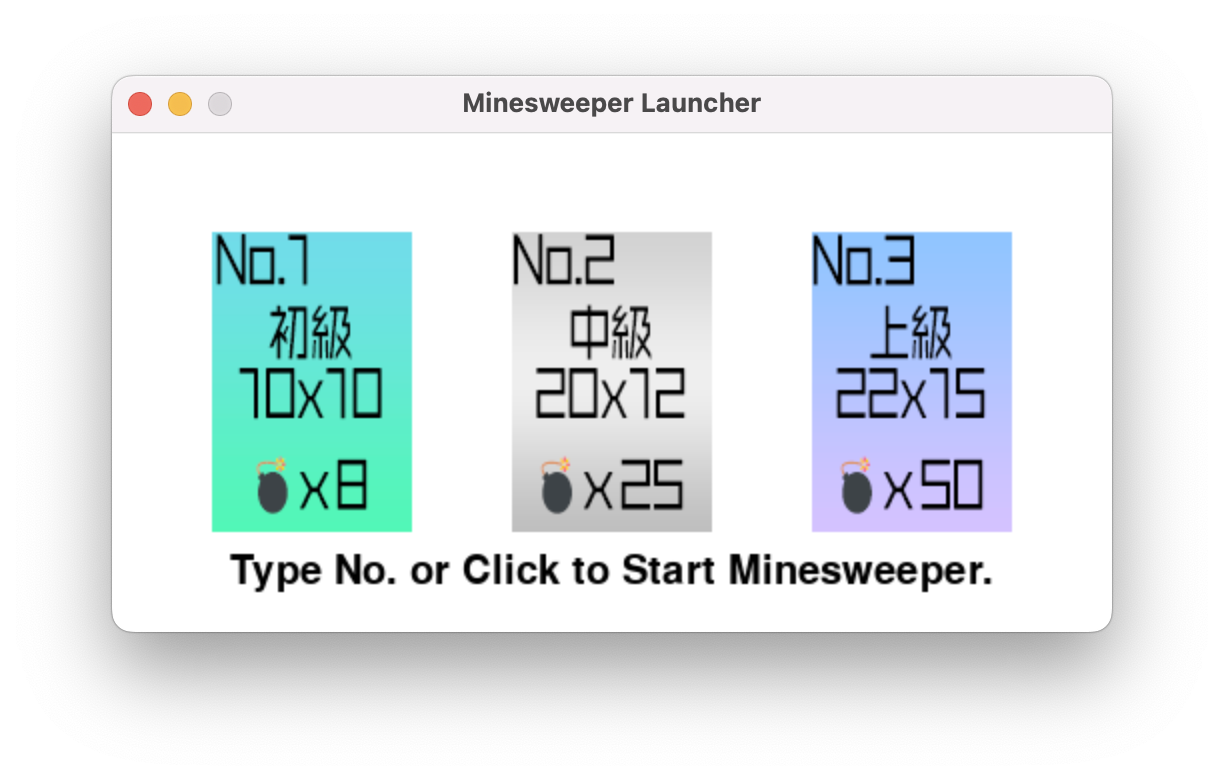 Minesweeper Launcher
No.1
初級
10x10
x8
No.2
中級
20x12
x25
No.3
上級
22x15
x50
Type No. or Click to Start Minesweeper.